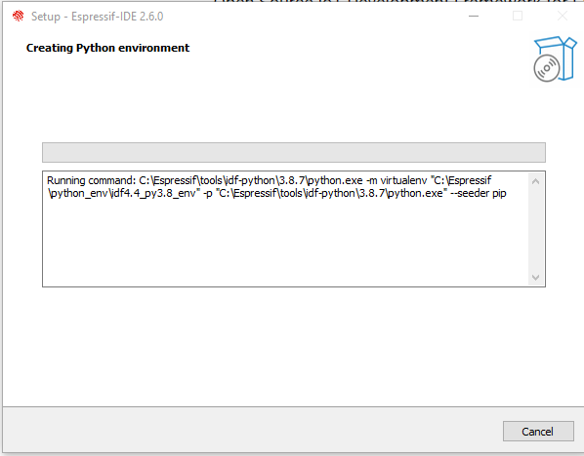 Setup - Espressif-IDE 2.6.0
Creating Python environment
Running command: C:\Espressif\tools\idf-python\3.8.7\python.exe -m virtualenv "C:\Espressif
\python_env\idf4.4_py3.8_env" -p "C:\Espressif\tools\idf-python\3.8.7\python.exe" --seeder pip
Cancel